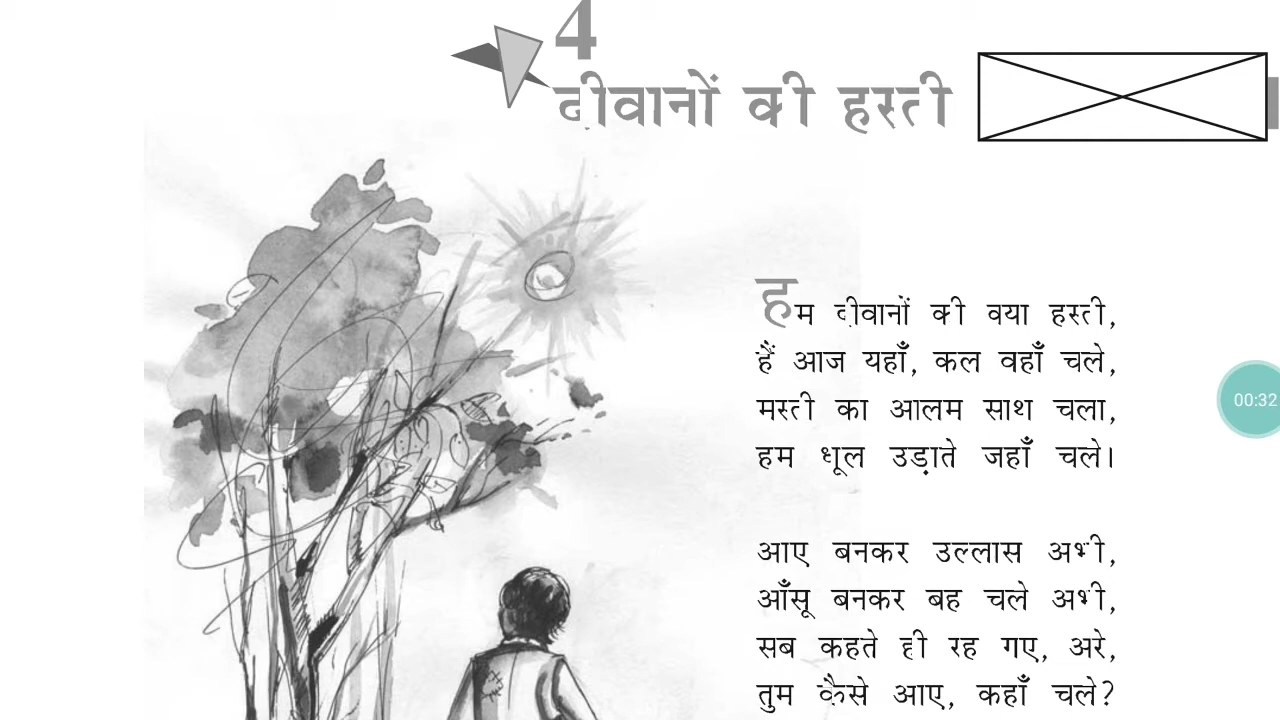 4
दीवानों की हस्ती
हम दीवानों की क्या हस्ती,
हैं आज यहाँ, कल वहाँ चले,
मस्ती का आलम साथ चला,
हम धूल उड़ाते जहाँ चले।
आए बनकर उल्लास अभी,
आँसू बनकर बह चले अभी,
सब कहते ही रह गए, अरे,
तुम कैसे आए, कहाँ चले?
00:32